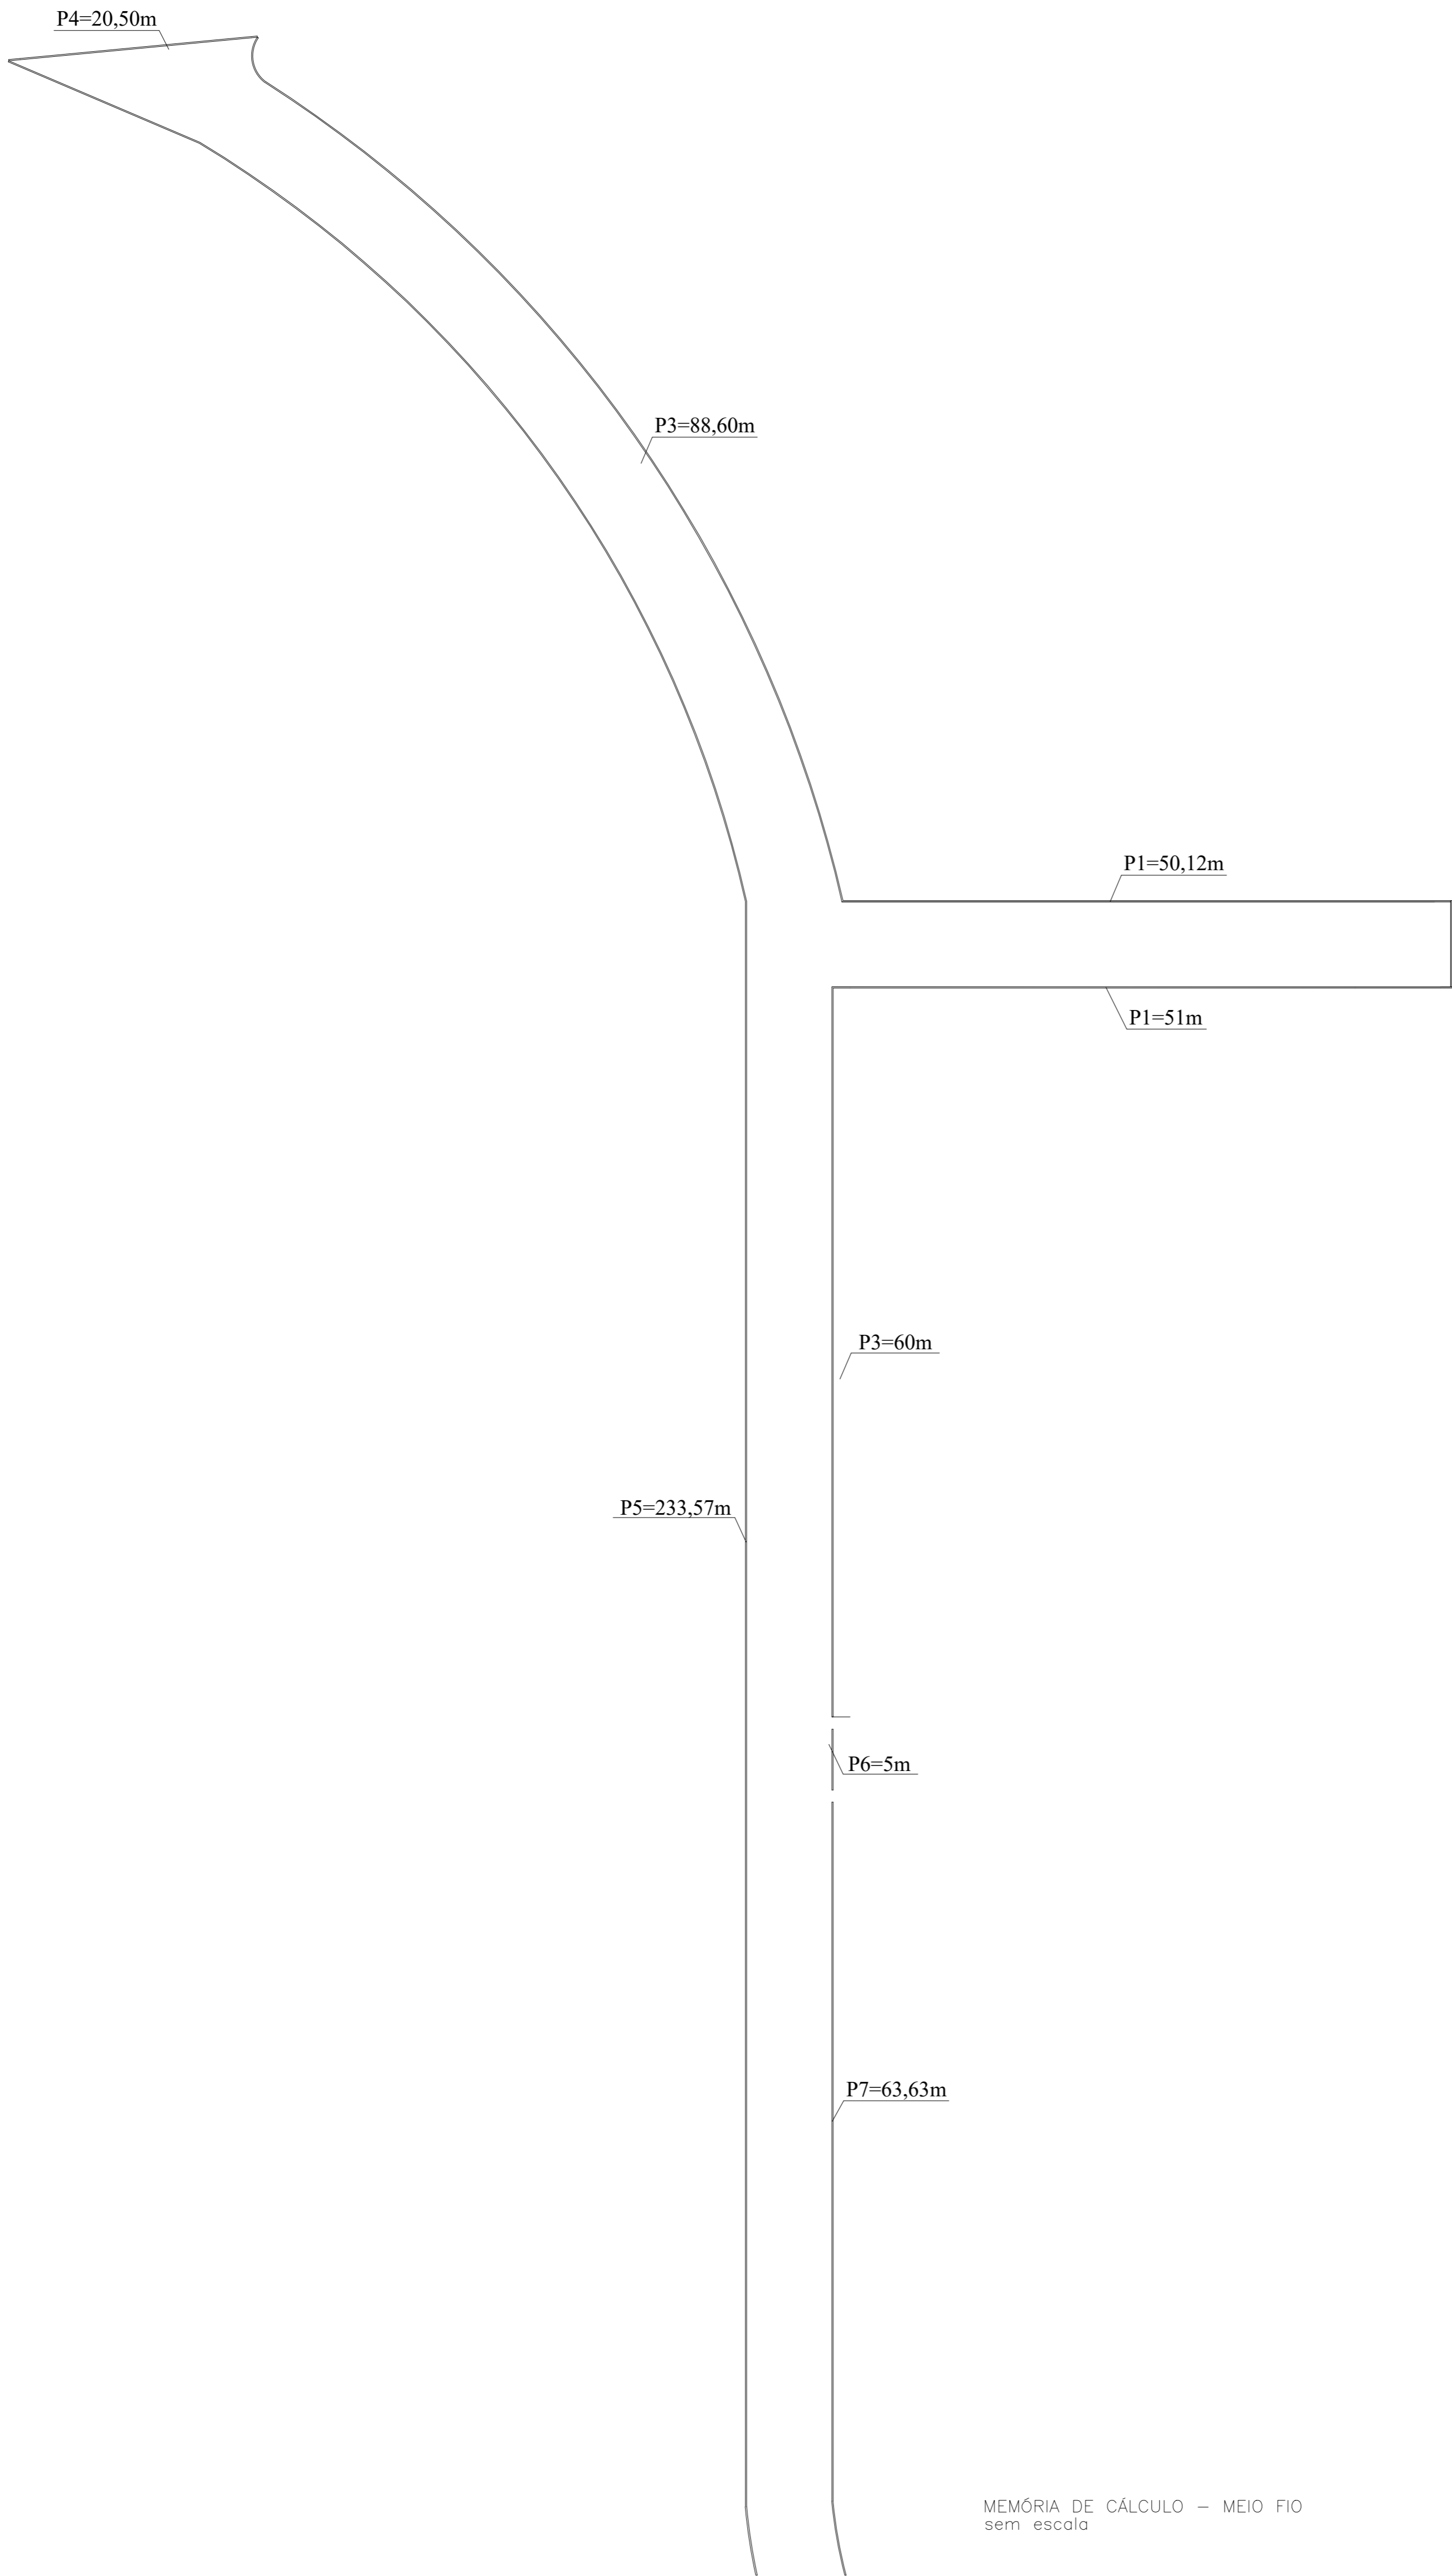 P4=20,50m
P3=88,60m
P1=50,12m
P1=51m
P3=60m
P5=233,57m
P6=5m
P7=63,63m
MEMÓRIA DE CÁLCULO - MEIO FIO
sem escala